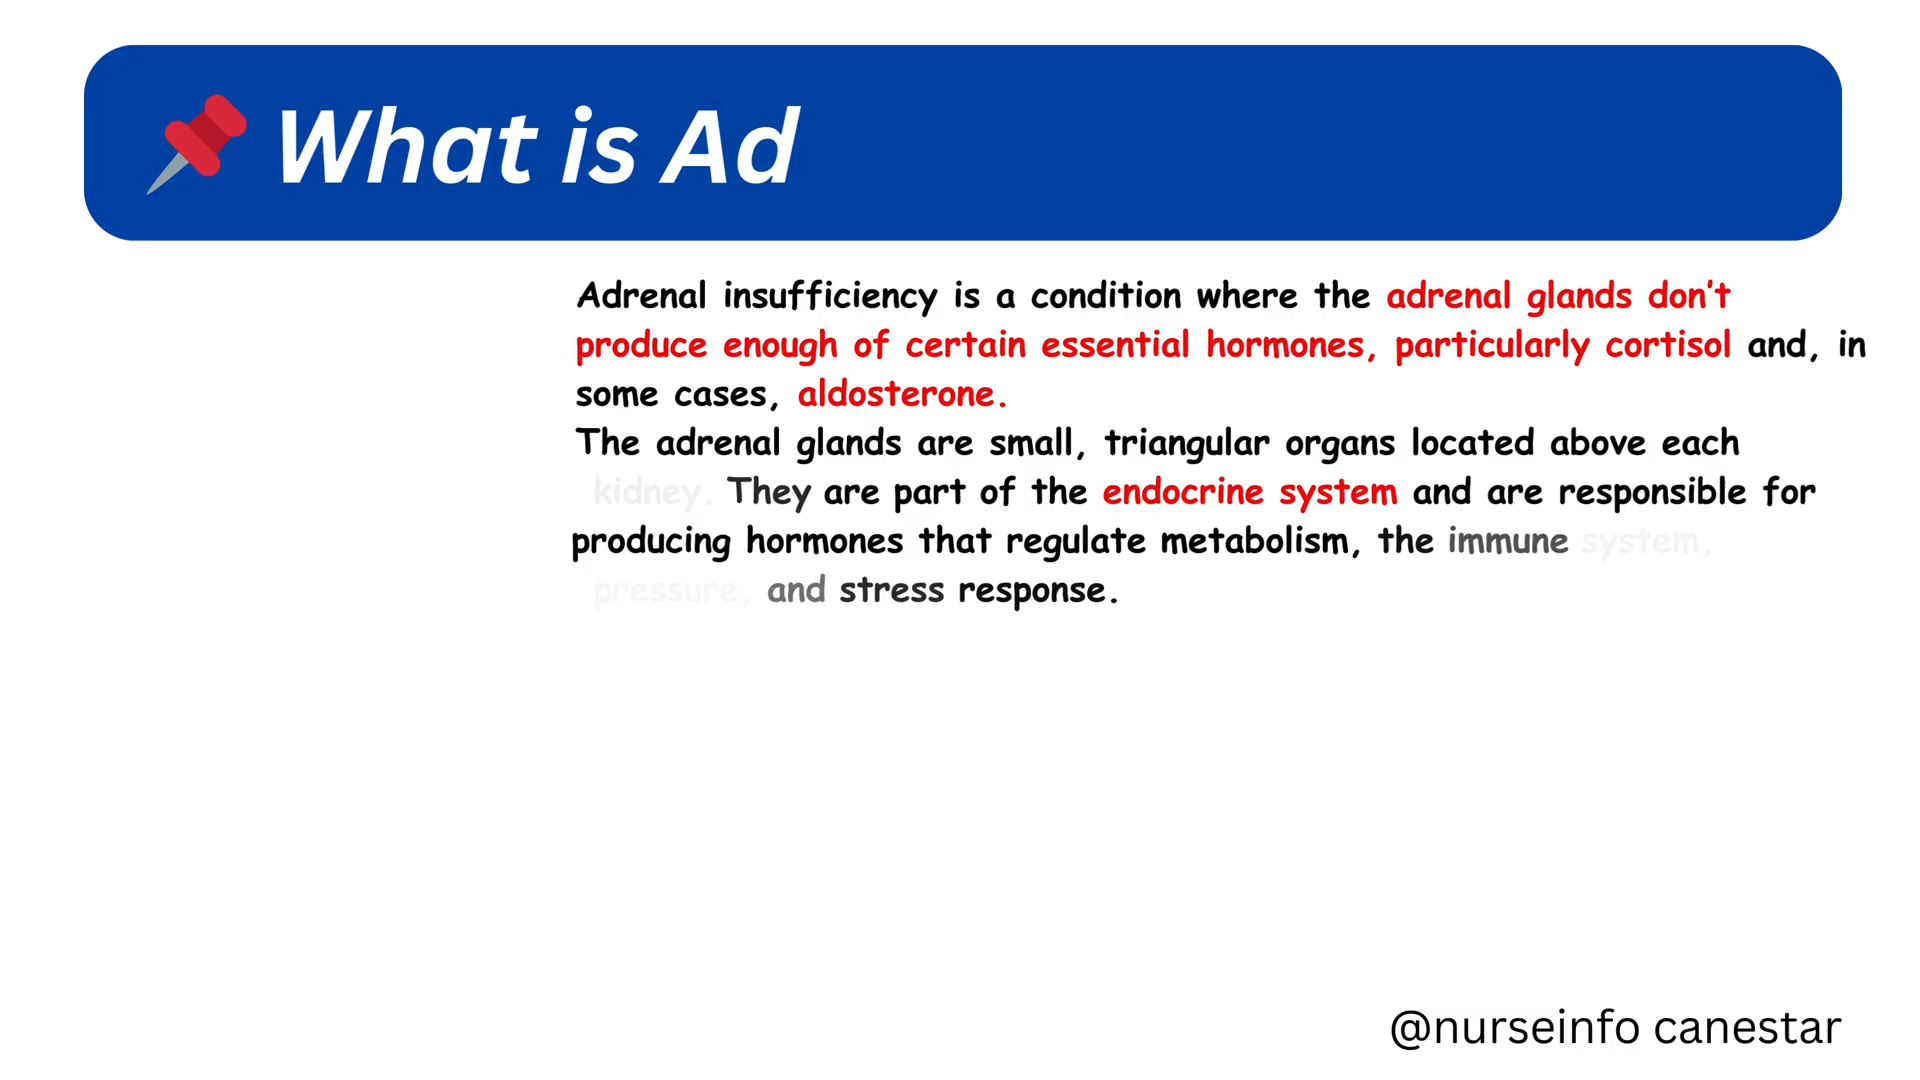 What is Ad
Adrenal insufficiency is a condition where the adrenal glands don't
produce enough of certain essential hormones, particularly cortisol and, in
some cases, aldosterone.
The adrenal glands are small, triangular organs located above each
kidney. They are part of the endocrine system and are responsible for
producing hormones that regulate metabolism, the immune system,
pressure, and stress response.
@nurseinfo canestar